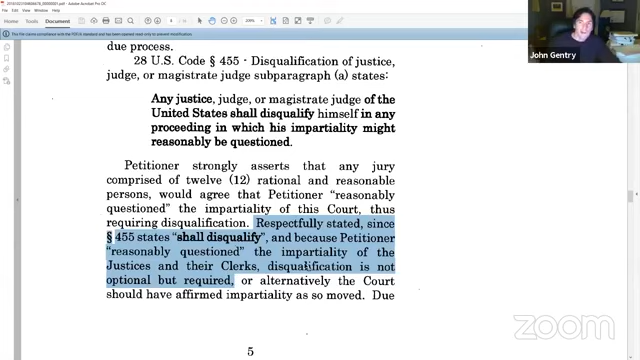 John Gentry
due process.
28 U.S. Code § 455 - Disqualification of justice,
judge, or magistrate judge subparagraph (a) states:
Any justice, judge, or magistrate judge of the
United States shall disqualify himself in any
proceeding in which his impartiality might
reasonably be questioned.
Petitioner strongly asserts that any jury
comprised of twelve (12) rational and reasonable
persons, would agree that Petitioner “reasonably
questioned” the impartiality of this Court, thus
requiring disqualification. Respectfully stated, since
§ 455 states “shall disqualify”, and because Petitioner
“reasonably questioned” the impartiality of the
Justices and their Clerks, disqualification is not
optional but required, or alternatively the Court
should have affirmed impartiality as so moved. Due
5
zoom